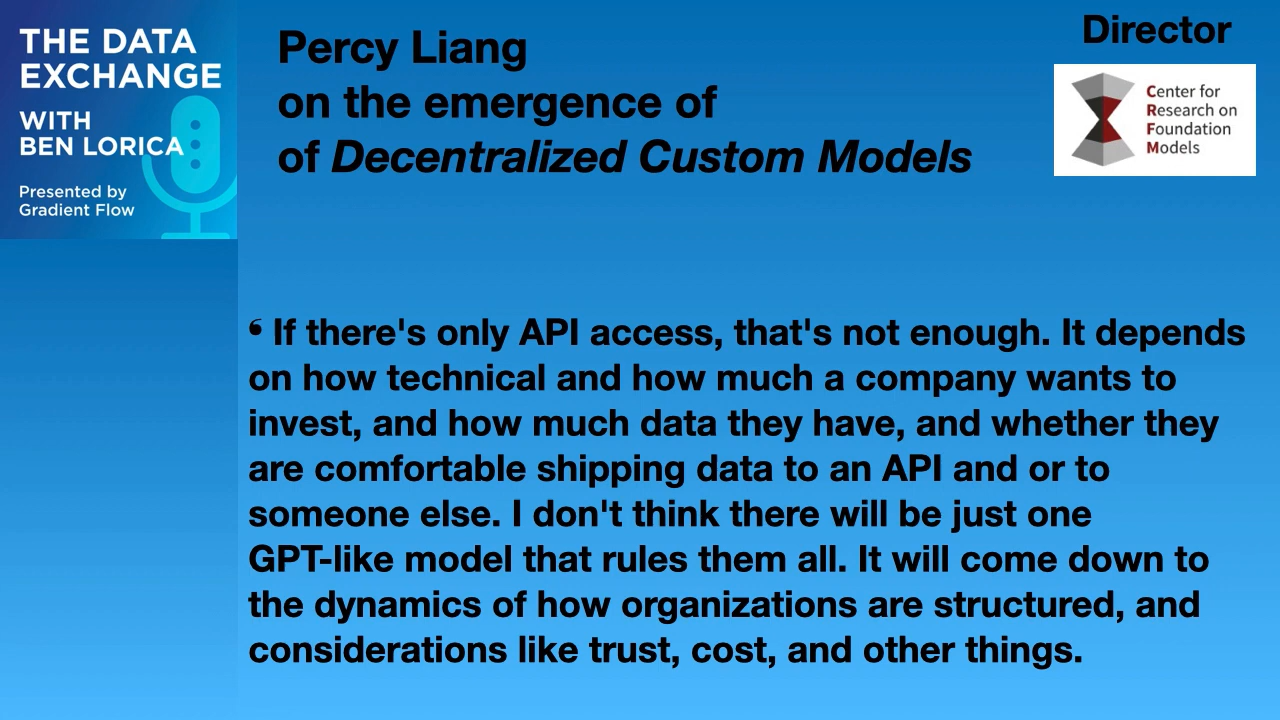 THE DATA
EXCHANGE
WITH
BEN LORICA
Presented by
Gradient Flow
Percy Liang
on the emergence of
of Decentralized Custom Models
Director
Center for
Research on
Foundation
Models
‘ If there's only API access, that's not enough. It depends
on how technical and how much a company wants to
invest, and how much data they have, and whether they
are comfortable shipping data to an API and or to
someone else. I don't think there will be just one
GPT-like model that rules them all. It will come down to
the dynamics of how organizations are structured, and
considerations like trust, cost, and other things.